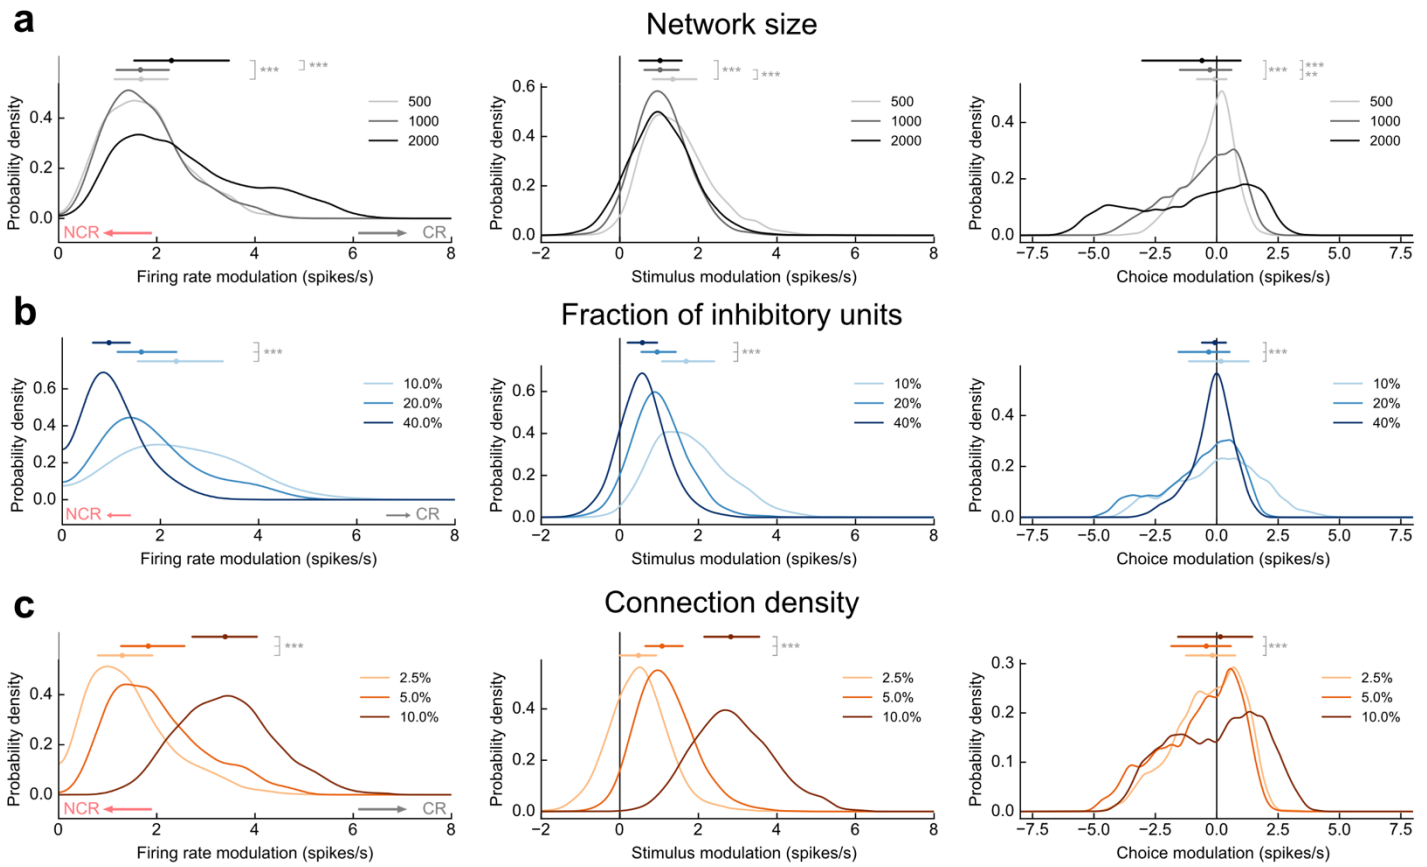 a
Network size
***
***
Probability density
0.4
0.2
0.0
500
1000
2000
NCR
CR
0 2 4 6 8
Firing rate modulation (spikes/s)
***
***
Probability density
0.6
0.4
0.2
0.0
500
1000
2000
−2 0 2 4 6 8
Stimulus modulation (spikes/s)
***
***
**
Probability density
0.4
0.2
0.0
500
1000
2000
−7.5 −5.0 −2.5 0.0 2.5 5.0 7.5
Choice modulation (spikes/s)
b
Fraction of inhibitory units
***
Probability density
0.6
0.4
0.2
0.0
10.0%
20.0%
40.0%
NCR
CR
0 2 4 6 8
Firing rate modulation (spikes/s)
***
Probability density
0.6
0.4
0.2
0.0
10%
20%
40%
−2 0 2 4 6 8
Stimulus modulation (spikes/s)
***
Probability density
0.4
0.2
0.0
10%
20%
40%
−7.5 −5.0 −2.5 0.0 2.5 5.0 7.5
Choice modulation (spikes/s)
c
Connection density
***
Probability density
0.4
0.2
0.0
2.5%
5.0%
10.0%
NCR
CR
0 2 4 6 8
Firing rate modulation (spikes/s)
***
Probability density
0.4
0.2
0.0
2.5%
5.0%
10.0%
−2 0 2 4 6 8
Stimulus modulation (spikes/s)
***
Probability density
0.3
0.2
0.1
0.0
2.5%
5.0%
10.0%
−7.5 −5.0 −2.5 0.0 2.5 5.0 7.5
Choice modulation (spikes/s)